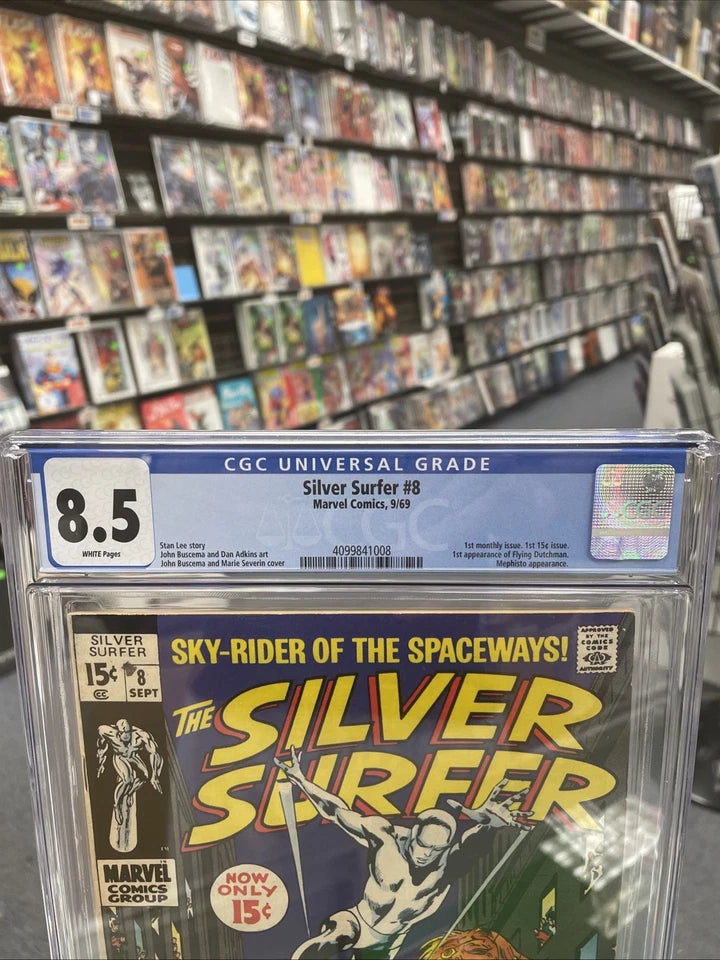 CGC UNIVERSAL GRADE
8.5
WHITE Pages
Silver Surfer #8
Marvel Comics, 9/69
Stan Lee story
John Buscema and Dan Adkins art
John Buscema and Marie Severin cover
4099841008
1st monthly issue. 1st 15¢ issue.
1st appearance of Flying Dutchman.
Mephisto appearance.
CGC
SILVER
SURFER
15¢ #8
CC SEPT
SKY-RIDER OF THE SPACEWAYS!
APPROVED
BY THE
COMICS
CODE
AUTHORITY
THE SILVER
SURFER
MARVEL
COMICS
GROUP
NOW
ONLY
15¢